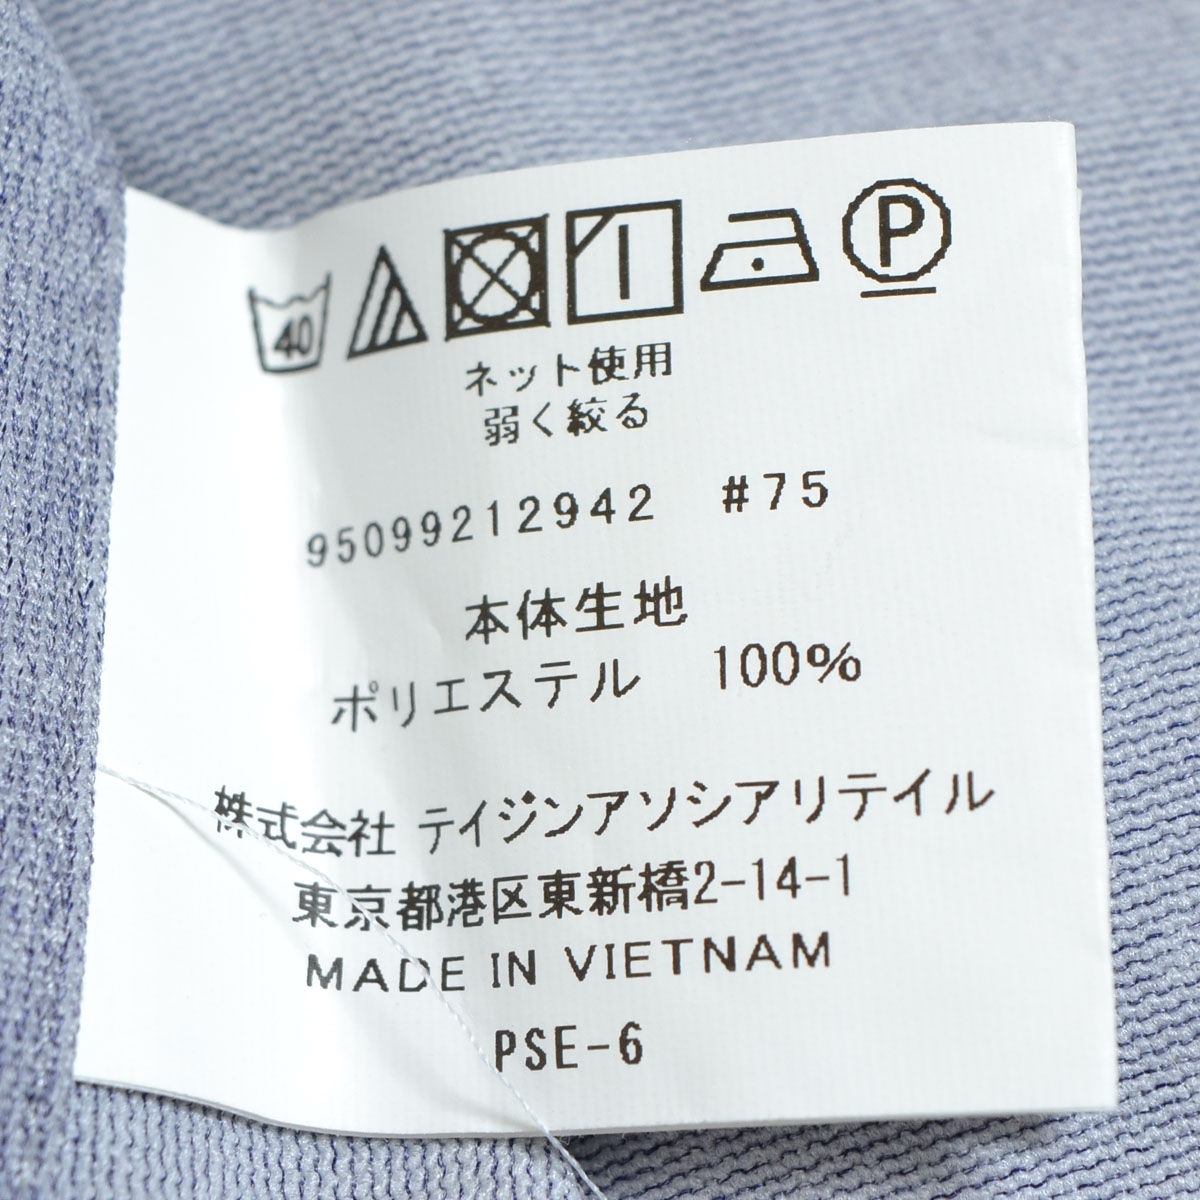 40 P
ネット使用
弱く絞る
95099212942 #75
本体生地
ポリエステル 100%
株式会社 テイジンアソシアリテイル
東京都港区東新橋2-14-1
MADE IN VIETNAM
PSE-6